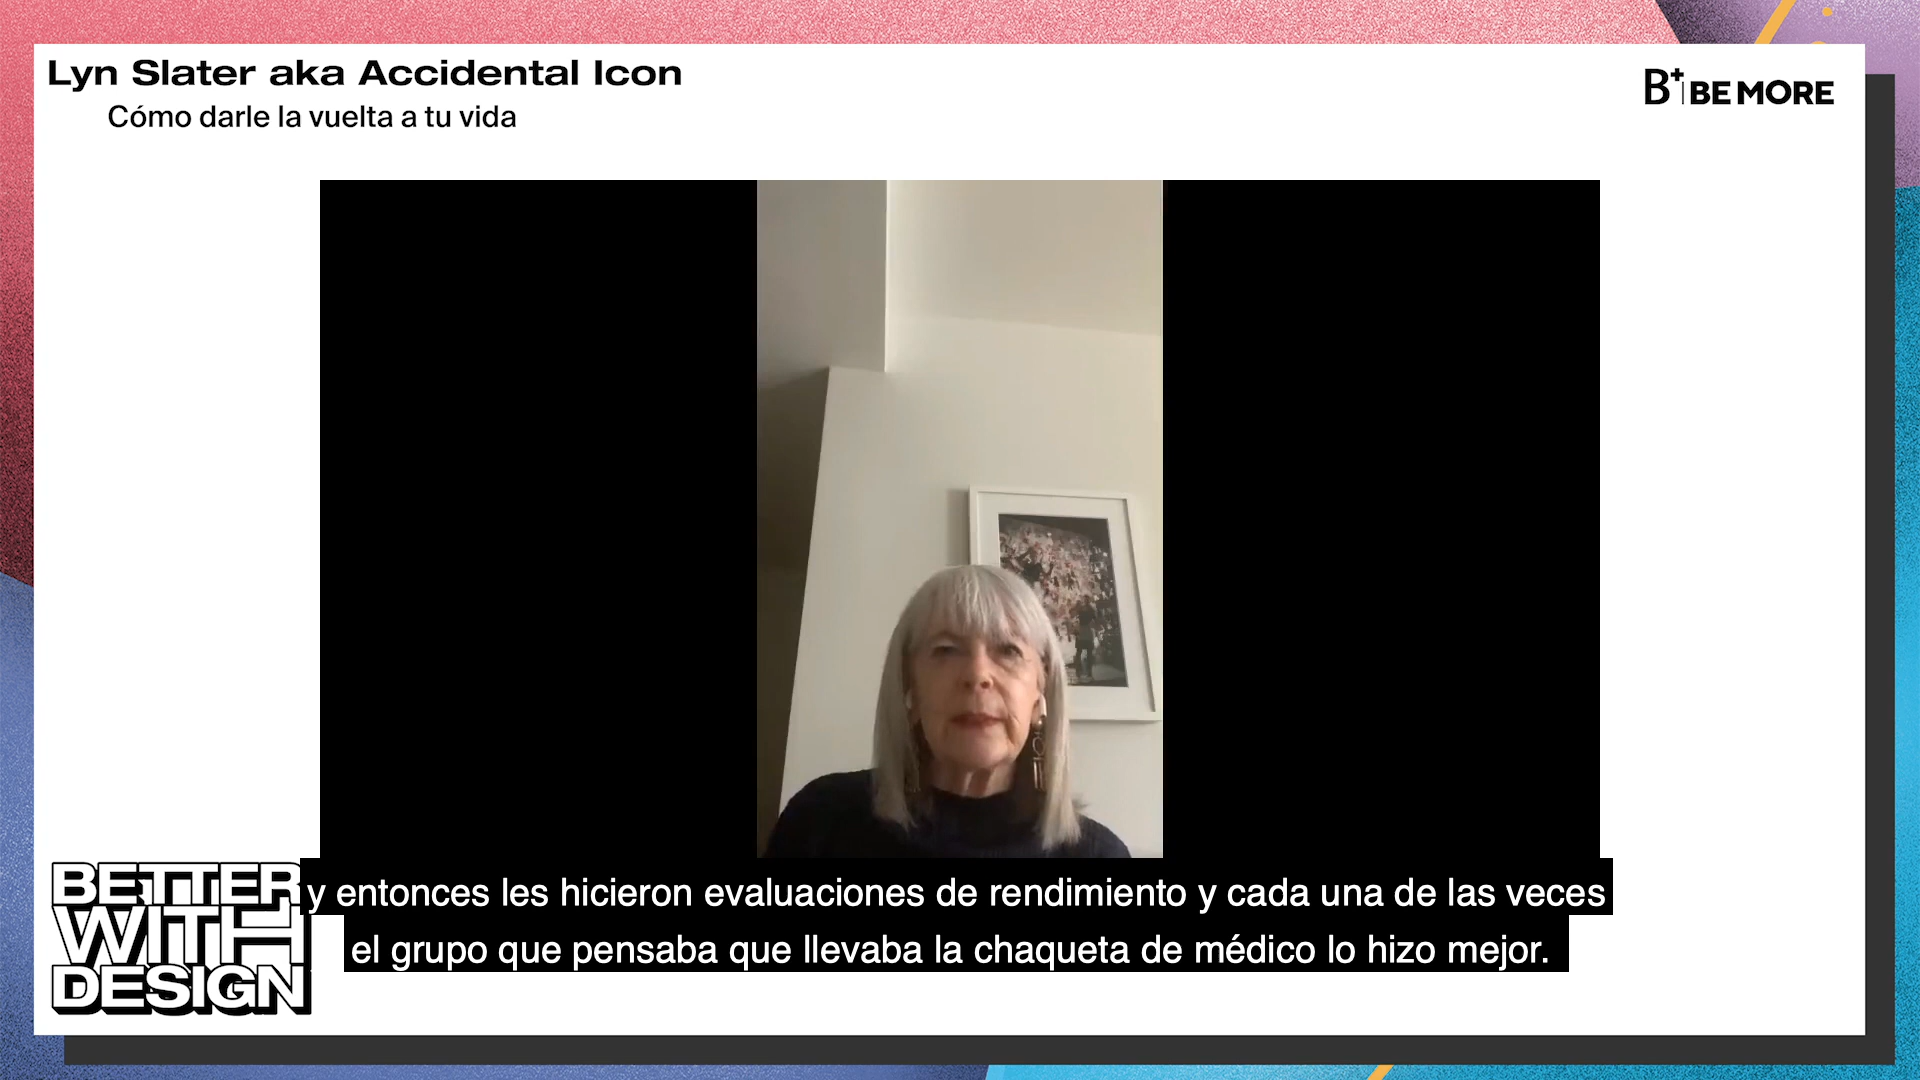 Lyn Slater aka Accidental Icon
Cómo darle la vuelta a tu vida
B+ BE MORE
BETTER
WITH
DESIGN
y entonces les hicieron evaluaciones de rendimiento y cada una de las veces
el grupo que pensaba que llevaba la chaqueta de médico lo hizo mejor.